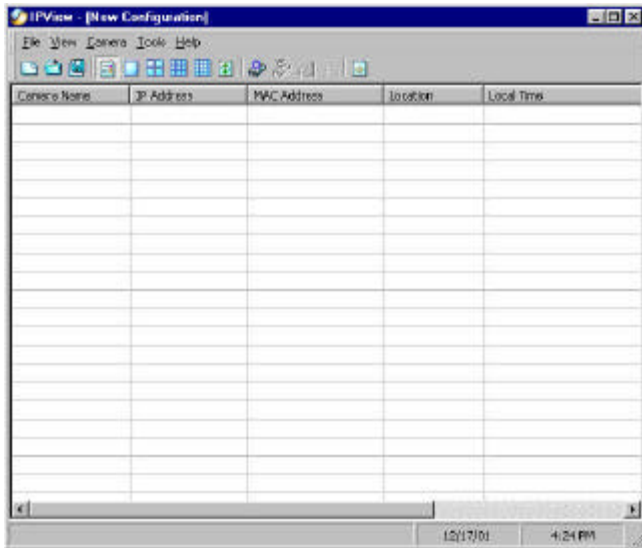 IPView - [New Configuration]
File View Camera Tools Help
Camera Name IP Address MAC Address Location Local Time
12/17/01 4:24 PM